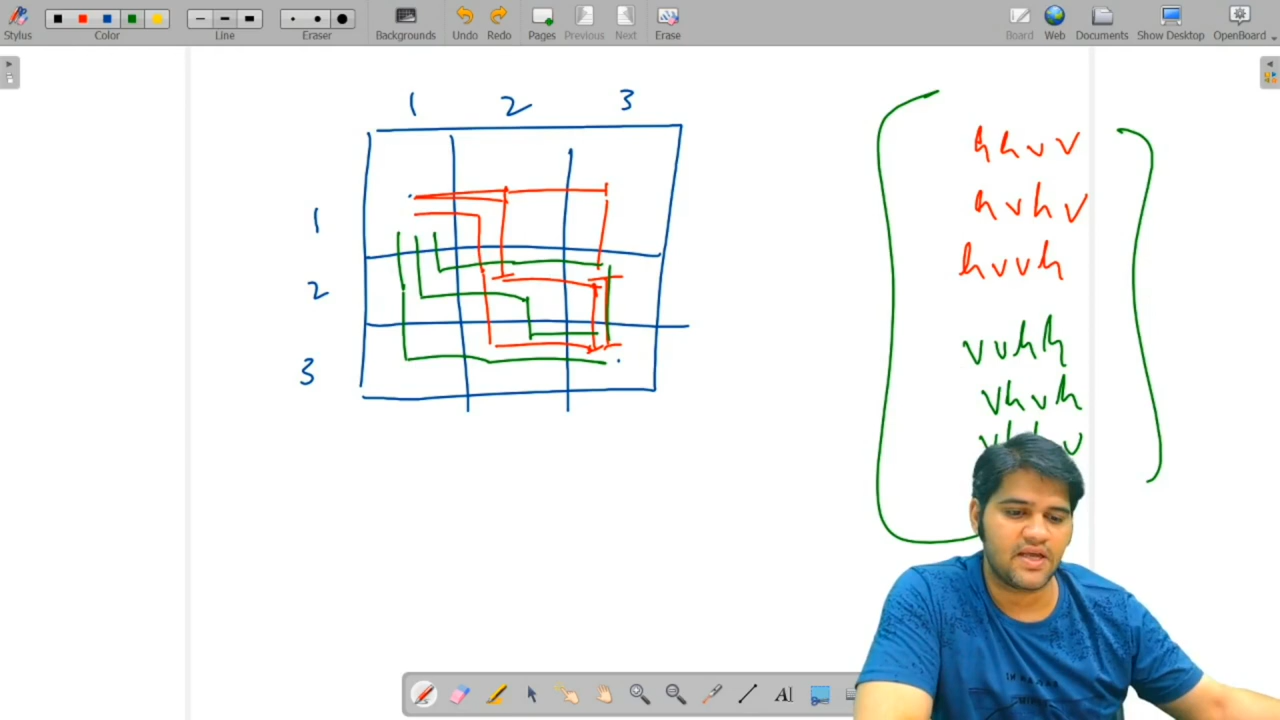 Stylus
Color
Line
Eraser
Backgrounds
Undo
Redo
Pages
Previous
Next
Erase
Board
Web
Documents
Show Desktop
OpenBoard
1 2 3
1
2
3
hhvv
hvhv
hvvh
vvhh
vhvh
AI